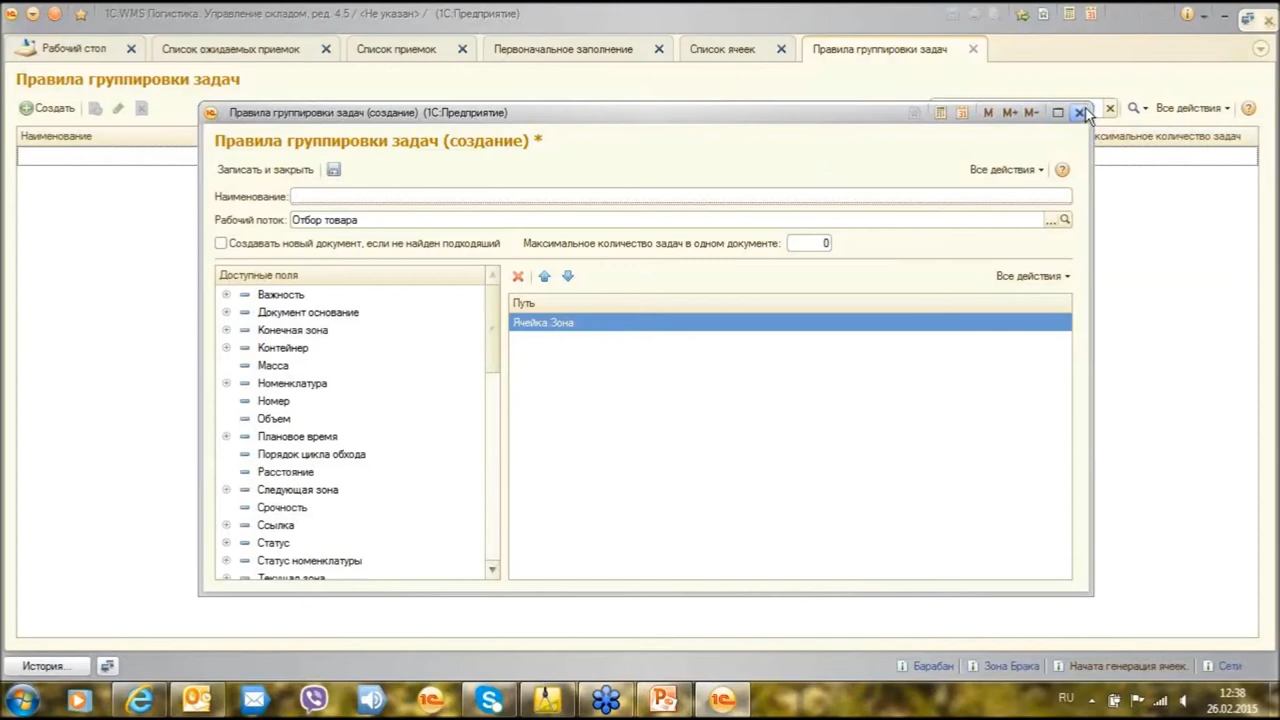 1С:WMS Логистика. Управление складом, ред. 4.5 / <Не указан> / (1С:Предприятие)
Рабочий стол
Список ожидаемых приемок
Список приемок
Первоначальное заполнение
Список ячеек
Правила группировки задач
Правила группировки задач
Создать
Все действия
Наименование
ксимальное количество задач
Правила группировки задач (создание) (1С:Предприятие)
M M+ M-
Правила группировки задач (создание) *
Записать и закрыть
Все действия
Наименование:
Рабочий поток: Отбор товара
Создавать новый документ, если не найден подходящий
Максимальное количество задач в одном документе: 0
Доступные поля
Все действия
Важность
Документ основание
Конечная зона
Контейнер
Масса
Номенклатура
Номер
Объем
Плановое время
Порядок цикла обхода
Расстояние
Следующая зона
Срочность
Ссылка
Статус
Статус номенклатуры
Текущая зона
Путь
Ячейка.Зона
История...
Барабан
Зона Брака
Начата генерация ячеек.
Сети
RU
12:38
26.02.2015